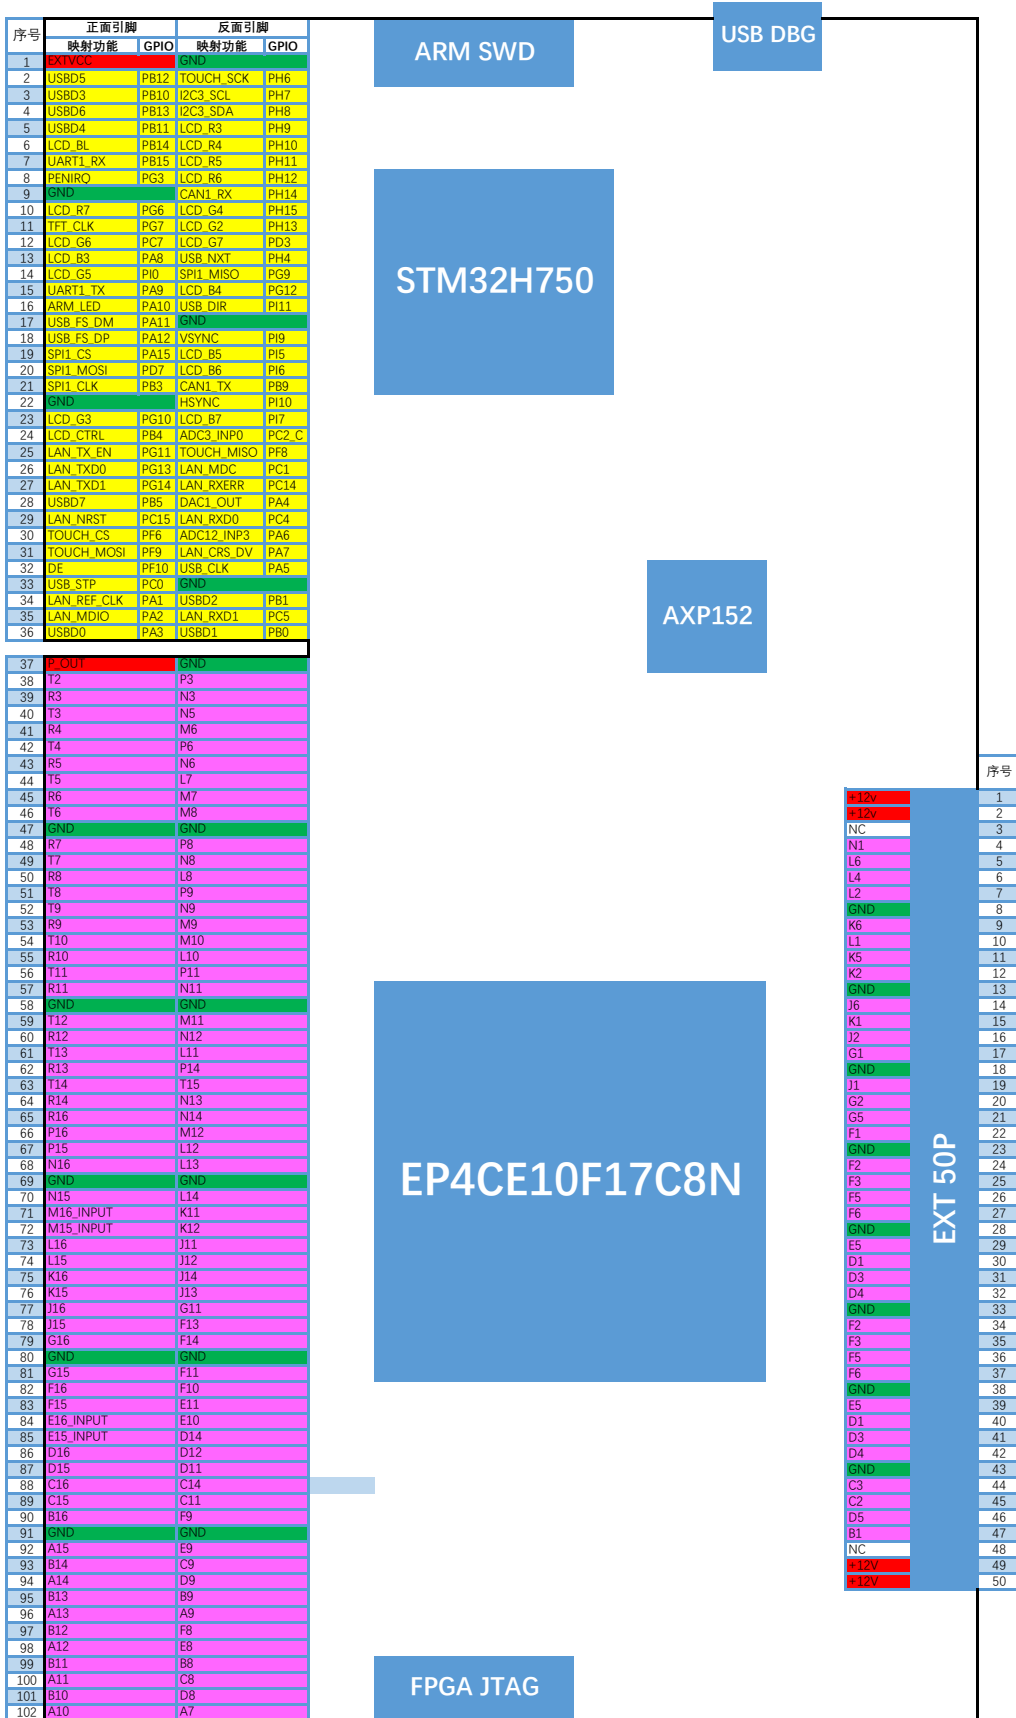 序号 正面引脚 反面引脚
映射功能 GPIO 映射功能 GPIO
1 EXTVCC GND
2 USBD5 PB12 TOUCH_SCK PH6
3 USBD3 PB10 I2C3_SCL PH7
4 USBD6 PB13 I2C3_SDA PH8
5 USBD4 PB11 LCD_R3 PH9
6 LCD_BL PB14 LCD_R4 PH10
7 UART1_RX PB15 LCD_R5 PH11
8 PENIRQ PG3 LCD_R6 PH12
9 GND CAN1_RX PH14
10 LCD_R7 PG6 LCD_G4 PH15
11 TFT_CLK PG7 LCD_G2 PH13
12 LCD_G6 PC7 LCD_G7 PD3
13 LCD_B3 PA8 USB_NXT PH4
14 LCD_G5 PI0 SPI1_MISO PG9
15 UART1_TX PA9 LCD_B4 PG12
16 ARM_LED PA10 USB_DIR PI11
17 USB_FS_DM PA11 GND
18 USB_FS_DP PA12 VSYNC PI9
19 SPI1_CS PA15 LCD_B5 PI5
20 SPI1_MOSI PD7 LCD_B6 PI6
21 SPI1_CLK PB3 CAN1_TX PB9
22 GND HSYNC PI10
23 LCD_G3 PG10 LCD_B7 PI7
24 LCD_CTRL PB4 ADC3_INP0 PC2_C
25 LAN_TX_EN PG11 TOUCH_MISO PF8
26 LAN_TXD0 PG13 LAN_MDC PC1
27 LAN_TXD1 PG14 LAN_RXERR PC14
28 USBD7 PB5 DAC1_OUT PA4
29 LAN_NRST PC15 LAN_RXD0 PC4
30 TOUCH_CS PF6 ADC12_INP3 PA6
31 TOUCH_MOSI PF9 LAN_CRS_DV PA7
32 DE PF10 USB_CLK PA5
33 USB_STP PC0 GND
34 LAN_REF_CLK PA1 USBD2 PB1
35 LAN_MDIO PA2 LAN_RXD1 PC5
36 USBD0 PA3 USBD1 PB0
37 P_OUT GND
38 T2 P3
39 R3 N3
40 T3 N5
41 R4 M6
42 T4 P6
43 R5 N6
44 T5 L7
45 R6 M7
46 T6 M8
47 GND GND
48 R7 P8
49 T7 N8
50 R8 L8
51 T8 P9
52 T9 N9
53 R9 M9
54 T10 M10
55 R10 L10
56 T11 P11
57 R11 N11
58 GND GND
59 T12 M11
60 R12 N12
61 T13 L11
62 R13 P14
63 T14 T15
64 R14 N13
65 R16 N14
66 P16 M12
67 P15 L12
68 N16 L13
69 GND GND
70 N15 L14
71 M16_INPUT K11
72 M15_INPUT K12
73 L16 J11
74 L15 J12
75 K16 J14
76 K15 J13
77 J16 G11
78 J15 F13
79 G16 F14
80 GND GND
81 G15 F11
82 F16 F10
83 F15 E11
84 E16_INPUT E10
85 E15_INPUT D14
86 D16 D12
87 D15 D11
88 C16 C14
89 C15 C11
90 B16 F9
91 GND GND
92 A15 E9
93 B14 C9
94 A14 D9
95 B13 B9
96 A13 A9
97 B12 F8
98 A12 E8
99 B11 B8
100 A11 C8
101 B10 D8
102 A10 A7
ARM SWD
USB DBG
STM32H750
AXP152
EP4CE10F17C8N
FPGA JTAG
EXT 50P
序号
+12v 1
+12v 2
NC 3
N1 4
L6 5
L4 6
L2 7
GND 8
K6 9
L1 10
K5 11
K2 12
GND 13
J6 14
K1 15
J2 16
G1 17
GND 18
J1 19
G2 20
G5 21
F1 22
GND 23
F2 24
F3 25
F5 26
F6 27
GND 28
E5 29
D1 30
D3 31
D4 32
GND 33
F2 34
F3 35
F5 36
F6 37
GND 38
E5 39
D1 40
D3 41
D4 42
GND 43
C3 44
C2 45
D5 46
B1 47
NC 48
+12V 49
+12V 50